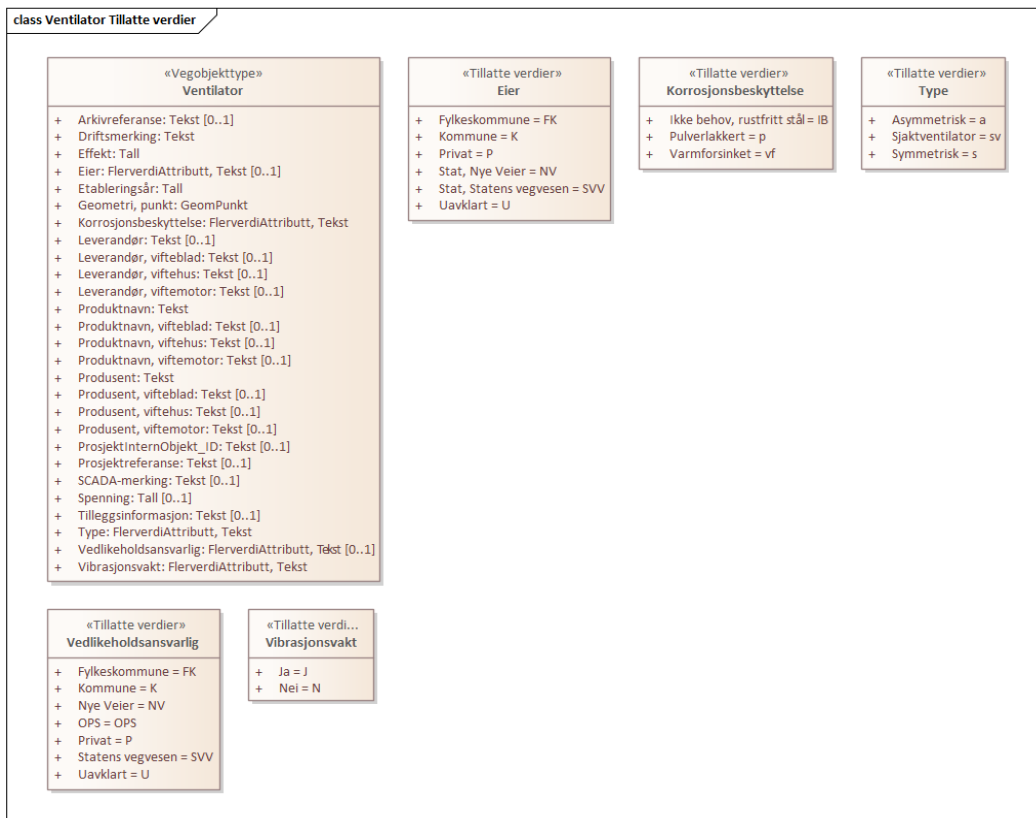 class Ventilator Tillatte verdier
«Vegobjekttype»
Ventilator
+ Arkivreferanse: Tekst [0..1]
+ Driftsmerking: Tekst
+ Effekt: Tall
+ Eier: FlerverdiAttributt, Tekst [0..1]
+ Etableringsår: Tall
+ Geometri, punkt: GeomPunkt
+ Korrosjonsbeskyttelse: FlerverdiAttributt, Tekst
+ Leverandør: Tekst [0..1]
+ Leverandør, vifteblad: Tekst [0..1]
+ Leverandør, viftehus: Tekst [0..1]
+ Leverandør, viftemotor: Tekst [0..1]
+ Produktnavn: Tekst
+ Produktnavn, vifteblad: Tekst [0..1]
+ Produktnavn, viftehus: Tekst [0..1]
+ Produktnavn, viftemotor: Tekst [0..1]
+ Produsent: Tekst
+ Produsent, vifteblad: Tekst [0..1]
+ Produsent, viftehus: Tekst [0..1]
+ Produsent, viftemotor: Tekst [0..1]
+ ProsjektInternObjekt_ID: Tekst [0..1]
+ Prosjektreferanse: Tekst [0..1]
+ SCADA-merking: Tekst [0..1]
+ Spenning: Tall [0..1]
+ Tilleggsinformasjon: Tekst [0..1]
+ Type: FlerverdiAttributt, Tekst
+ Vedlikeholdsansvarlig: FlerverdiAttributt, Tekst [0..1]
+ Vibrasjonsvakt: FlerverdiAttributt, Tekst
«Tillatte verdier»
Eier
+ Fylkeskommune = FK
+ Kommune = K
+ Privat = P
+ Stat, Nye Veier = NV
+ Stat, Statens vegvesen = SVV
+ Uavklart = U
«Tillatte verdier»
Korrosjonsbeskyttelse
+ Ikke behov, rustfritt stål = IB
+ Pulverlakkert = p
+ Varmforsinket = vf
«Tillatte verdier»
Type
+ Asymmetrisk = a
+ Sjaktventilator = sv
+ Symmetrisk = s
«Tillatte verdier»
Vedlikeholdsansvarlig
+ Fylkeskommune = FK
+ Kommune = K
+ Nye Veier = NV
+ OPS = OPS
+ Privat = P
+ Statens vegvesen = SVV
+ Uavklart = U
«Tillatte verdi...
Vibrasjonsvakt
+ Ja = J
+ Nei = N